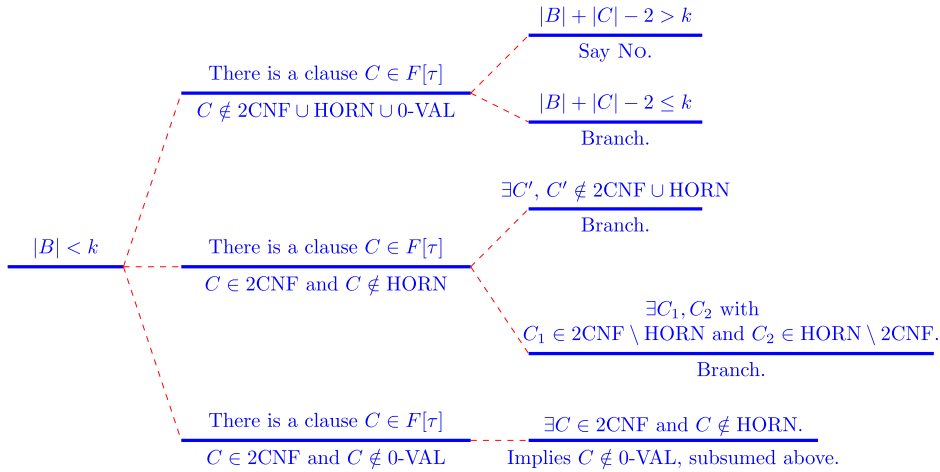 |B| < k
There is a clause C ∈ F[τ]
C ∉ 2CNF ∪ HORN ∪ 0-VAL
|B| + |C| − 2 > k
Say No.
|B| + |C| − 2 ≤ k
Branch.
There is a clause C ∈ F[τ]
C ∈ 2CNF and C ∉ HORN
∃C′, C′ ∉ 2CNF ∪ HORN
Branch.
∃C₁, C₂ with
C₁ ∈ 2CNF \ HORN and C₂ ∈ HORN \ 2CNF.
Branch.
There is a clause C ∈ F[τ]
C ∈ 2CNF and C ∉ 0-VAL
∃C ∈ 2CNF and C ∉ HORN.
Implies C ∉ 0-VAL, subsumed above.